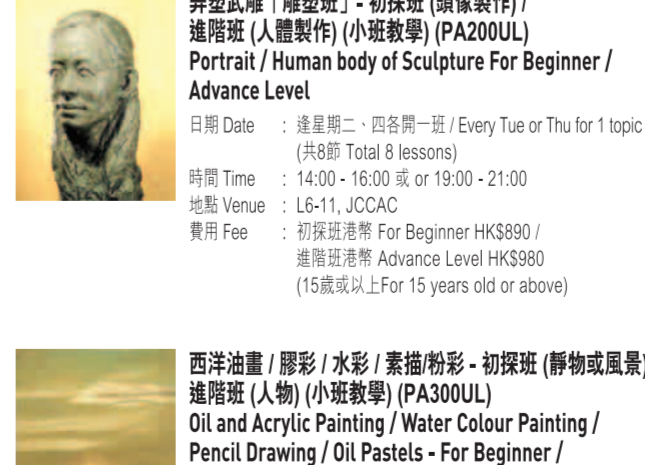 弄塑武雕「雕塑班」- 初探班 (頭像製作) /
進階班 (人體製作) (小班教學) (PA200UL)
Portrait / Human body of Sculpture For Beginner /
Advance Level
日期 Date : 逢星期二、四各開一班 / Every Tue or Thu for 1 topic
(共8節 Total 8 lessons)
時間 Time : 14:00 - 16:00 或 or 19:00 - 21:00
地點 Venue : L6-11, JCCAC
費用 Fee : 初探班港幣 For Beginner HK$890 /
進階班港幣 Advance Level HK$980
(15歲或以上For 15 years old or above)
西洋油畫 / 膠彩 / 水彩 / 素描/粉彩 - 初探班 (靜物或風景)
進階班 (人物) (小班教學) (PA300UL)
Oil and Acrylic Painting / Water Colour Painting /
Pencil Drawing / Oil Pastels - For Beginner /